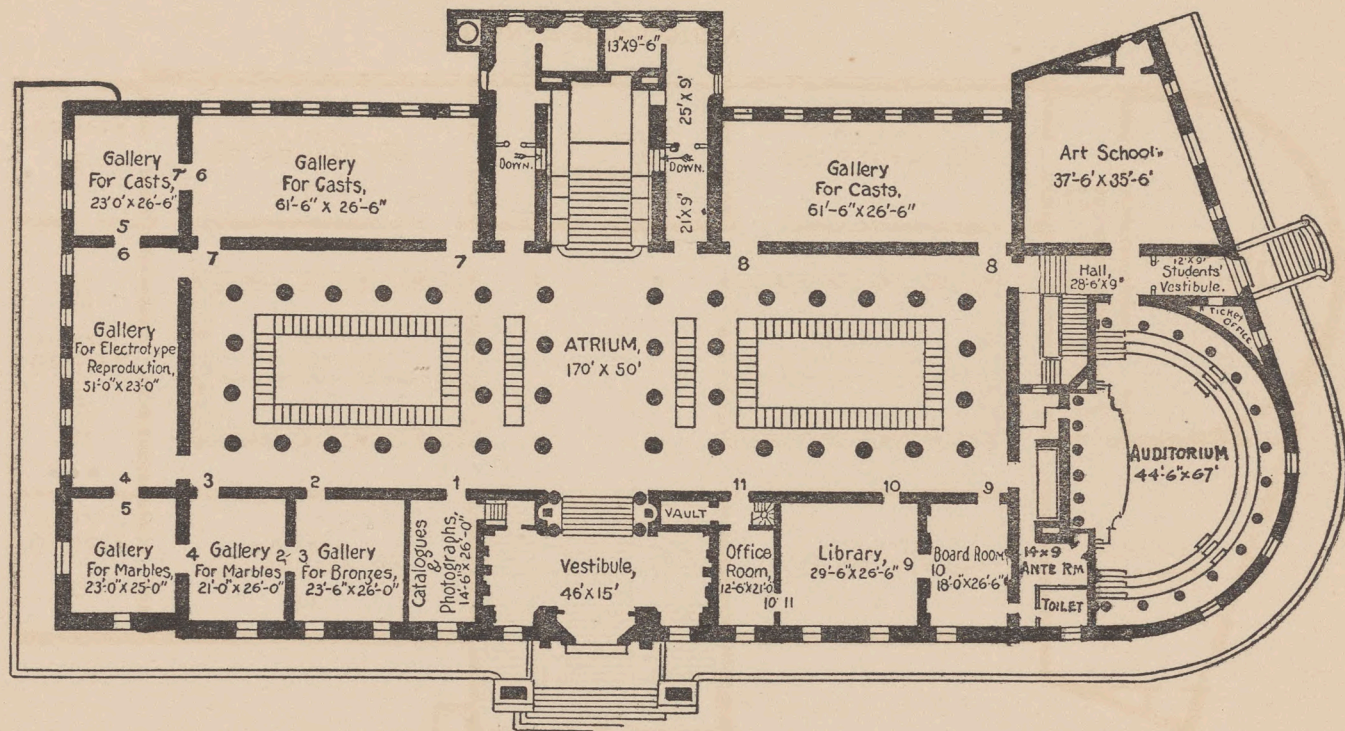 13'X9'-6"
25' X 9'
DOWN.
DOWN.
21' X 9'
Gallery
For Casts,
23'0" X 26'-6"
7 6
5
Gallery
For Casts,
61'-6" X 26'-6"
Gallery
For Casts,
61'-6" X 26'-6"
Art School
37'-6' X 35'-6'
6
7
7
8
8
Hall,
28'-6' X 9'
12' X 9'
Students'
Vestibule.
TICKET
OFFICE
Gallery
For Electrotype
Reproduction,
51'-0" X 23'-0"
ATRIUM,
170' X 50'
AUDITORIUM
44'-6" X 67'
4
3
2
1
11
10
9
5
Gallery
For Marbles,
23'-0" X 25'-0"
4
Gallery
For Marbles,
21'-0" X 26'-0"
2
3
Gallery
For Bronzes,
23'-6" X 26'-0"
Catalogues
&
Photographs,
14'-6" X 26'-0"
Vestibule,
46' X 15'
VAULT
Office
Room,
12'-6" X 21'-0"
10 11
Library,
29'-6" X 26'-6"
9
Board Room,
10
18'-0" X 26'-6"
14 X 9
ANTE RM
TOILET